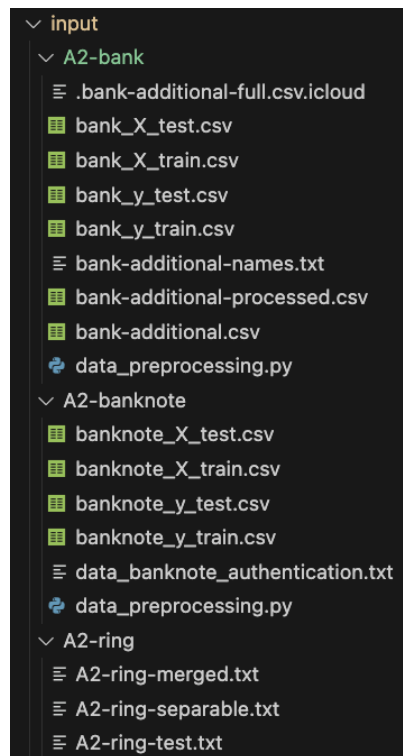 input
A2-bank
.bank-additional-full.csv.icloud
bank_X_test.csv
bank_X_train.csv
bank_y_test.csv
bank_y_train.csv
bank-additional-names.txt
bank-additional-processed.csv
bank-additional.csv
data_preprocessing.py
A2-banknote
banknote_X_test.csv
banknote_X_train.csv
banknote_y_test.csv
banknote_y_train.csv
data_banknote_authentication.txt
data_preprocessing.py
A2-ring
A2-ring-merged.txt
A2-ring-separable.txt
A2-ring-test.txt